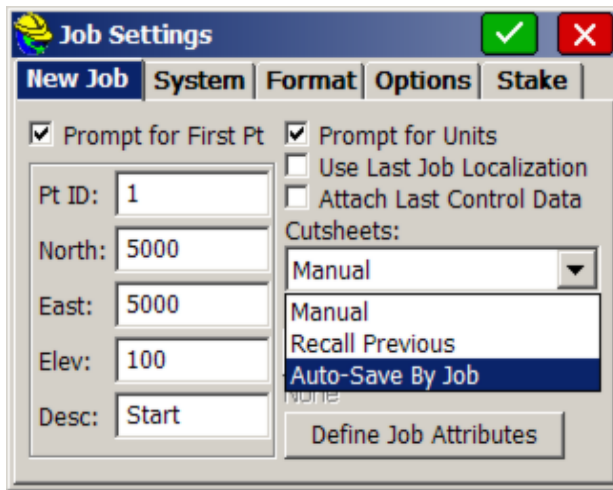 Job Settings
New Job System Format Options Stake
Prompt for First Pt
Pt ID: 1
North: 5000
East: 5000
Elev: 100
Desc: Start
Prompt for Units
Use Last Job Localization
Attach Last Control Data
Cutsheets:
Manual
Manual
Recall Previous
Auto-Save By Job
None
Define Job Attributes